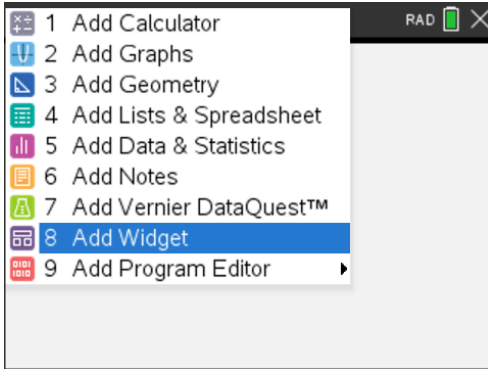 1 Add Calculator
RAD
2 Add Graphs
3 Add Geometry
4 Add Lists & Spreadsheet
5 Add Data & Statistics
6 Add Notes
7 Add Vernier DataQuest™
8 Add Widget
9 Add Program Editor